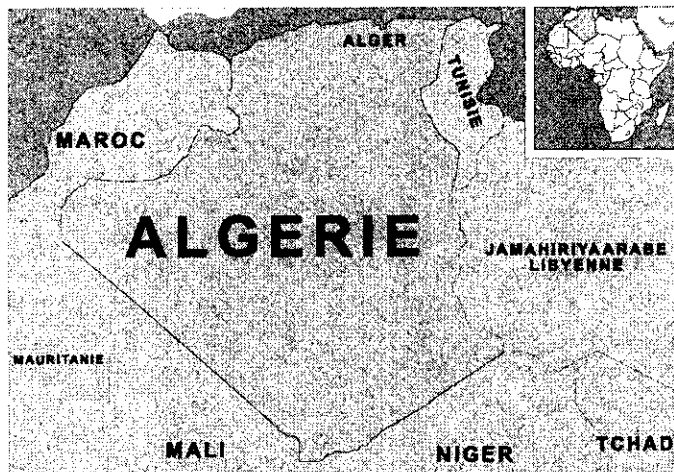 ALGER
TUNISIE
MAROC
ALGERIE
JAMAHIRIYAARABE
LIBYENNE
MAURITANIE
MALI
NIGER
TCHAD